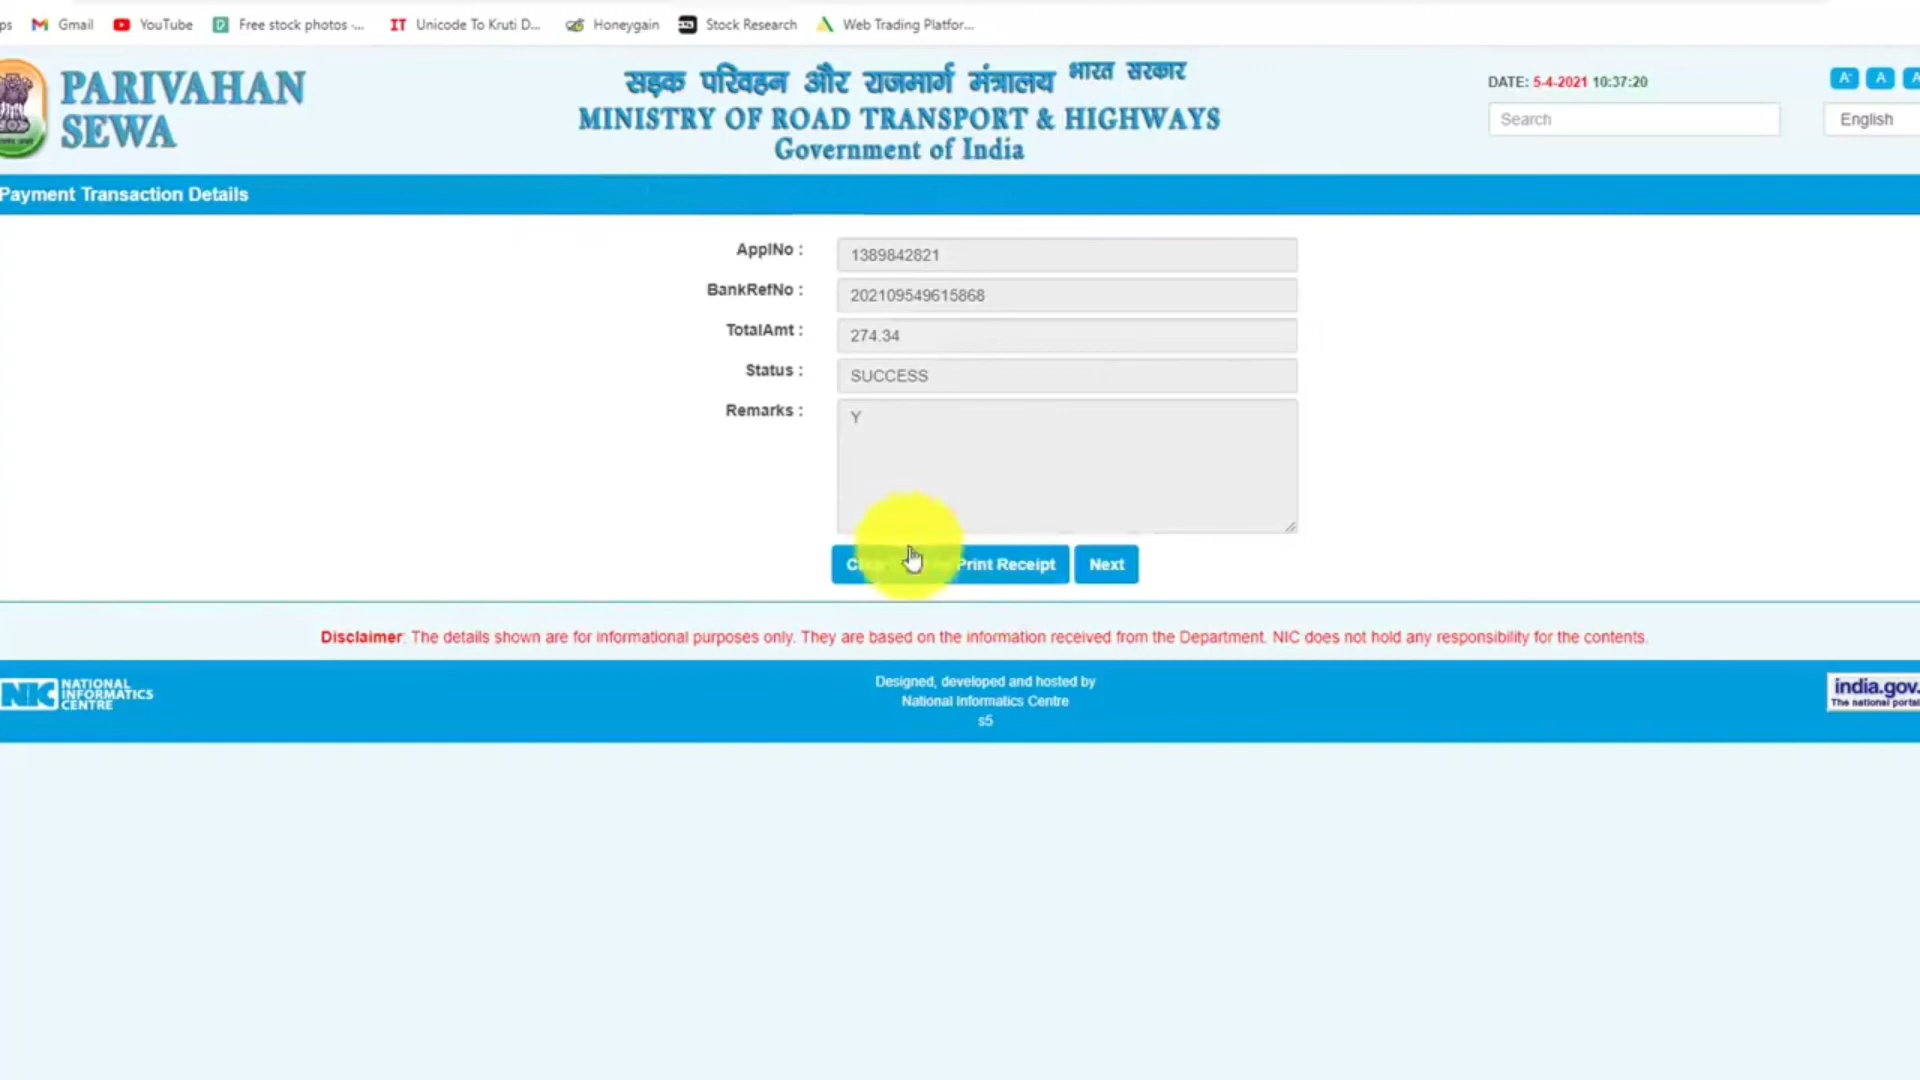 ps Gmail YouTube Free stock photos -... IT Unicode To Kruti D... Honeygain Stock Research Web Trading Platfor...
PARIVAHAN
SEWA
सड़क परिवहन और राजमार्ग मंत्रालय भारत सरकार
MINISTRY OF ROAD TRANSPORT & HIGHWAYS
Government of India
DATE: 5-4-2021 10:37:20
A- A A
Search
English
Payment Transaction Details
ApplNo : 1389842821
BankRefNo : 202109549615868
TotalAmt : 274.34
Status : SUCCESS
Remarks : Y
Print Receipt Next
Disclaimer: The details shown are for informational purposes only. They are based on the information received from the Department. NIC does not hold any responsibility for the contents.
NIC NATIONAL
INFORMATICS
CENTRE
Designed, developed and hosted by
National Informatics Centre
s5
india.gov.
The national portal